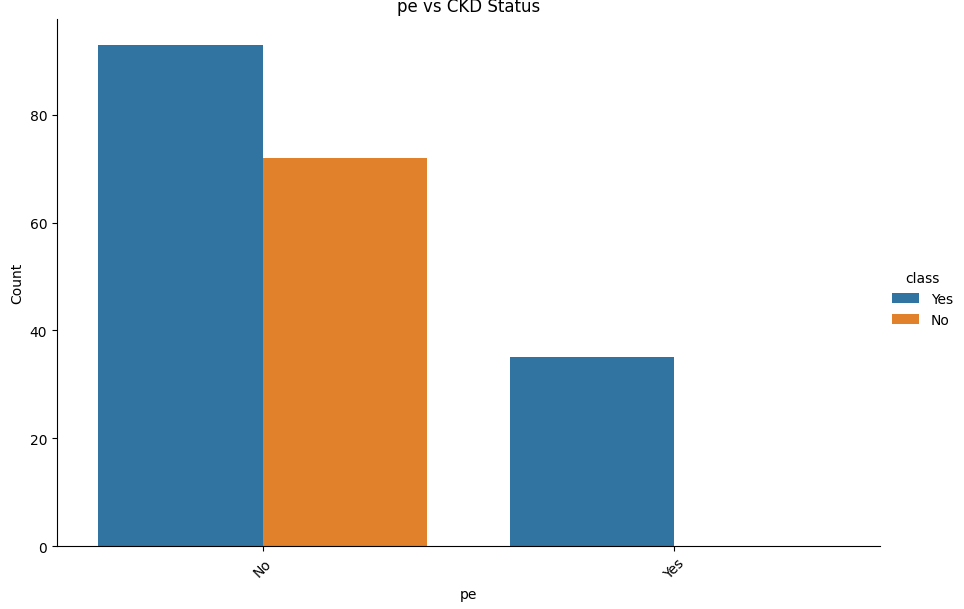 pe vs CKD Status
Count
80
60
40
20
0
No
Yes
pe
class
Yes
No